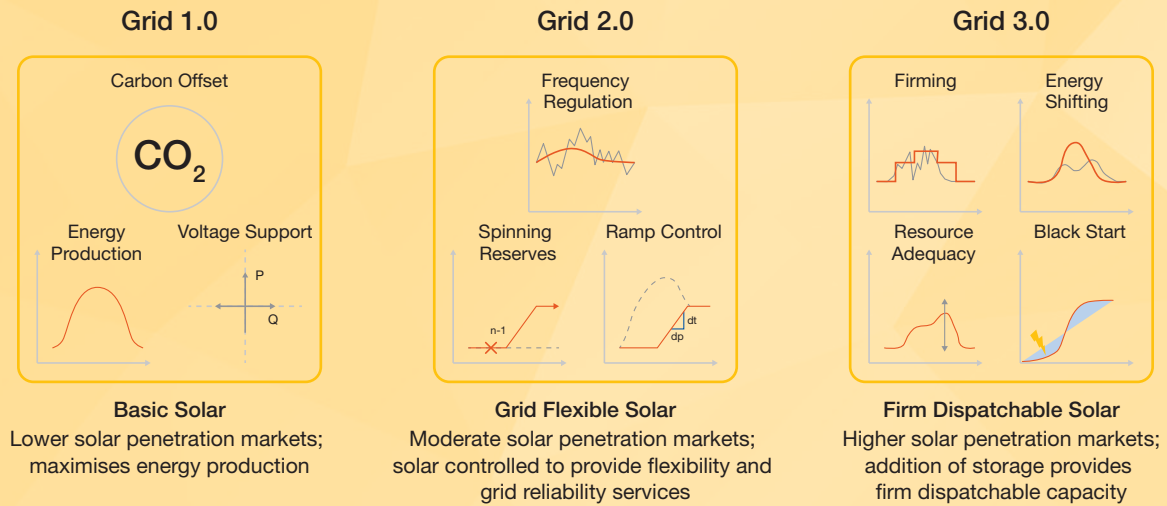 Grid 1.0
Carbon Offset
CO₂
Energy
Production
Voltage Support
P
Q
Basic Solar
Lower solar penetration markets;
maximises energy production
Grid 2.0
Frequency
Regulation
Spinning
Reserves
n-1
Ramp Control
dt
dp
Grid Flexible Solar
Moderate solar penetration markets;
solar controlled to provide flexibility and
grid reliability services
Grid 3.0
Firming
Energy
Shifting
Resource
Adequacy
Black Start
Firm Dispatchable Solar
Higher solar penetration markets;
addition of storage provides
firm dispatchable capacity